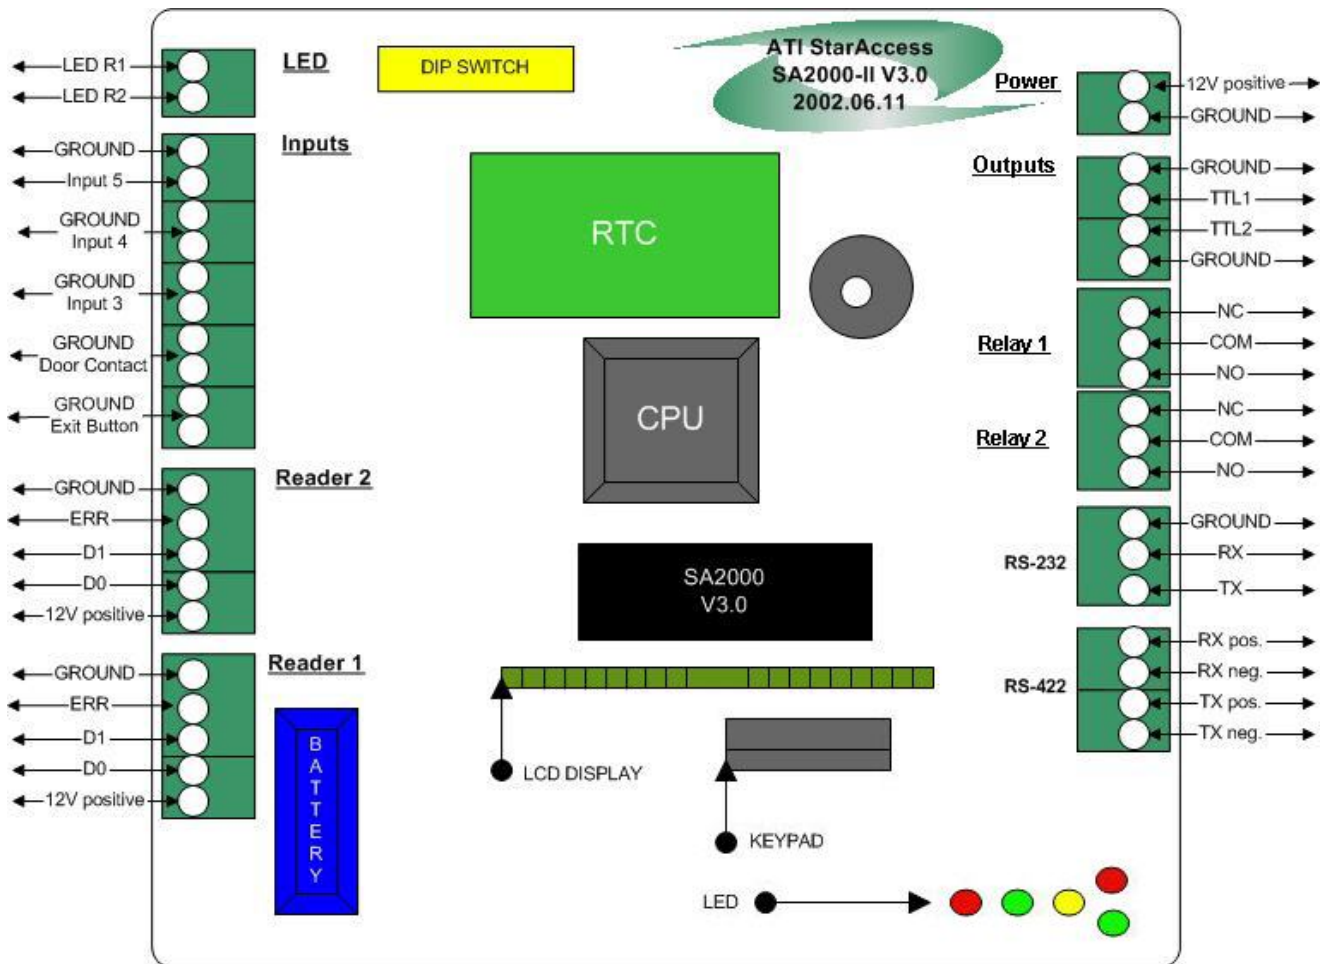 ATI StarAccess
SA2000-II V3.0
2002.06.11
DIP SWITCH
LED
LED R1
LED R2
Inputs
GROUND
Input 5
GROUND
Input 4
GROUND
Input 3
GROUND
Door Contact
GROUND
Exit Button
Reader 2
GROUND
ERR
D1
D0
12V positive
Reader 1
GROUND
ERR
D1
D0
12V positive
BATTERY
RTC
CPU
SA2000
V3.0
LCD DISPLAY
KEYPAD
LED
Power
12V positive
GROUND
Outputs
GROUND
TTL1
TTL2
GROUND
Relay 1
NC
COM
NO
Relay 2
NC
COM
NO
RS-232
GROUND
RX
TX
RS-422
RX pos.
RX neg.
TX pos.
TX neg.